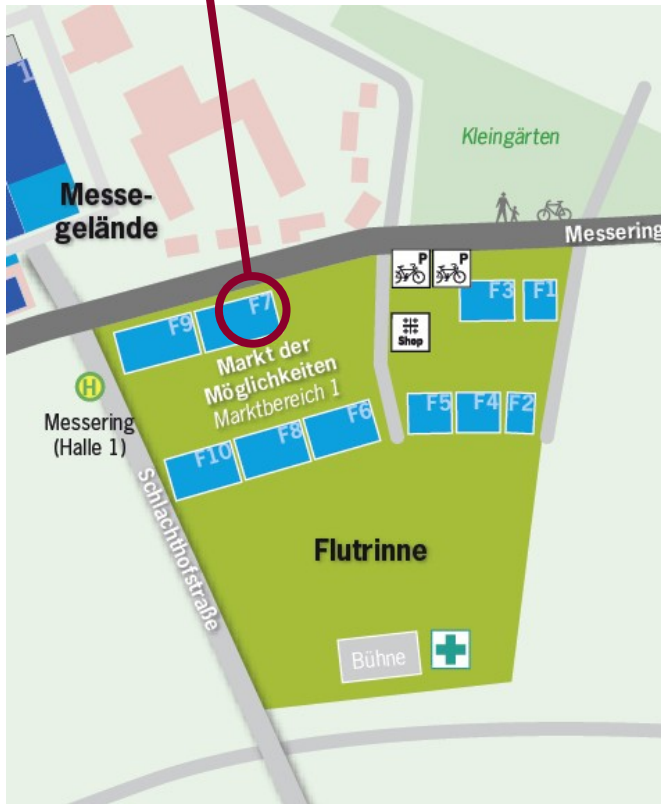 1
Kleingärten
Messe-
gelände
Messering
P
P
F3
F1
F7
F9
Shop
Markt der
Möglichkeiten
Marktbereich 1
H
Messering
(Halle 1)
F6
F5
F4
F2
F8
F10
Schlachthofstraße
Flutrinne
Bühne